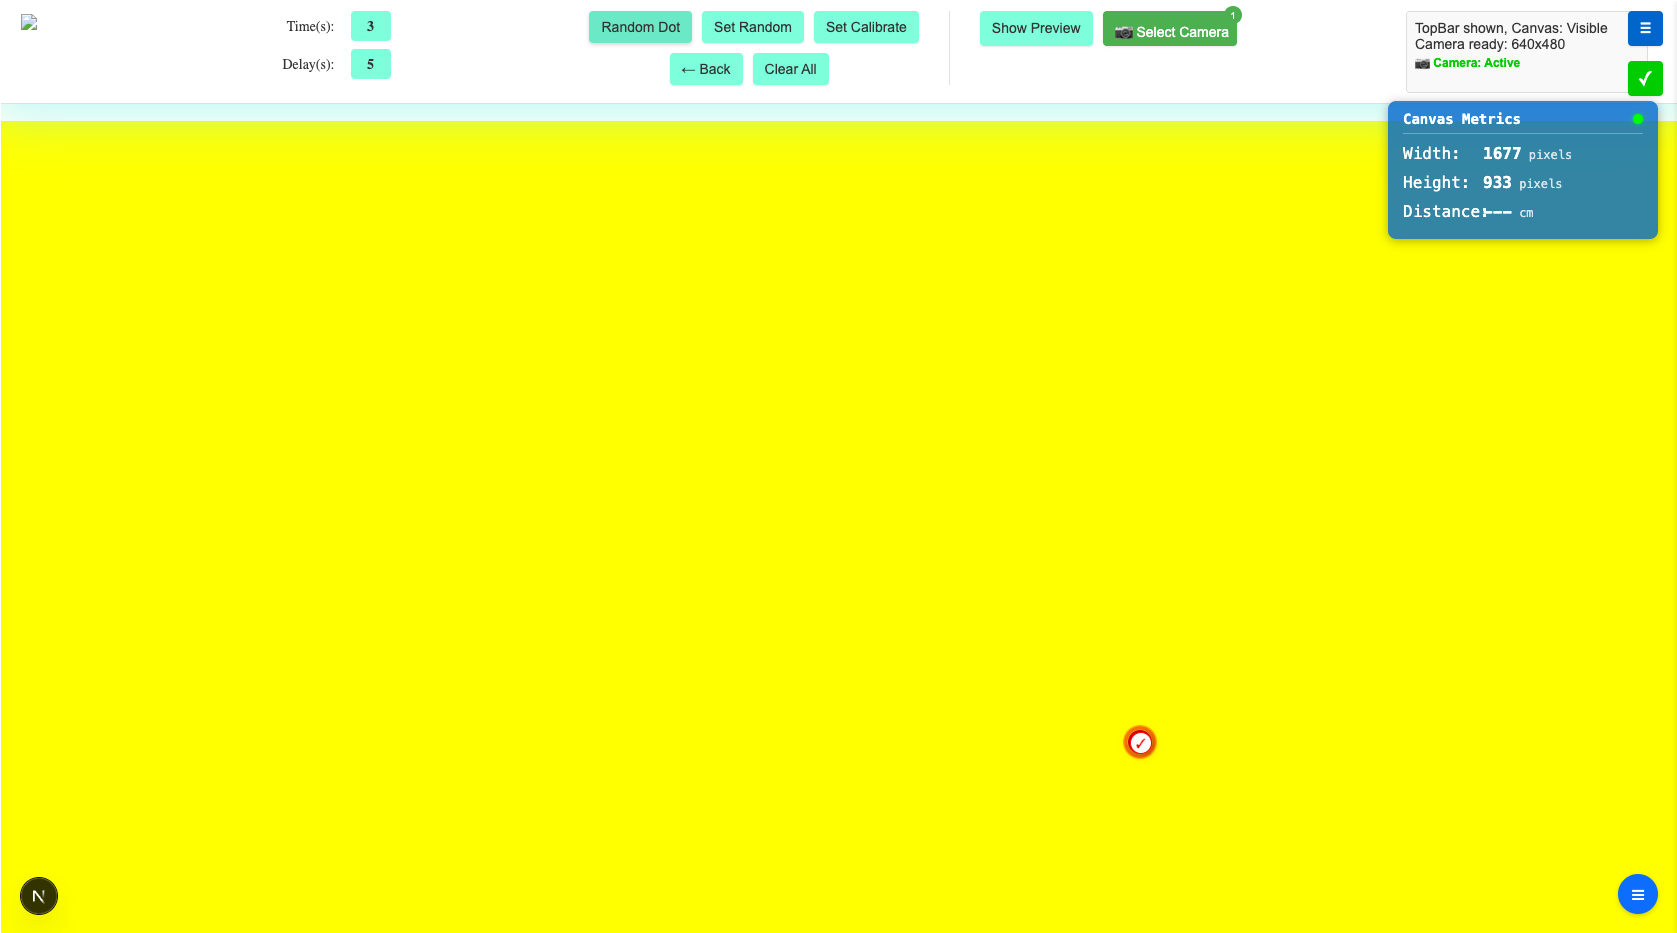 Time(s): 3
Delay(s): 5
Random Dot Set Random Set Calibrate
← Back Clear All
Show Preview 📷 Select Camera 1
TopBar shown, Canvas: Visible
Camera ready: 640x480
📷 Camera: Active
☰
✓
Canvas Metrics
Width: 1677 pixels
Height: 933 pixels
Distance: --- cm
✓
N
☰